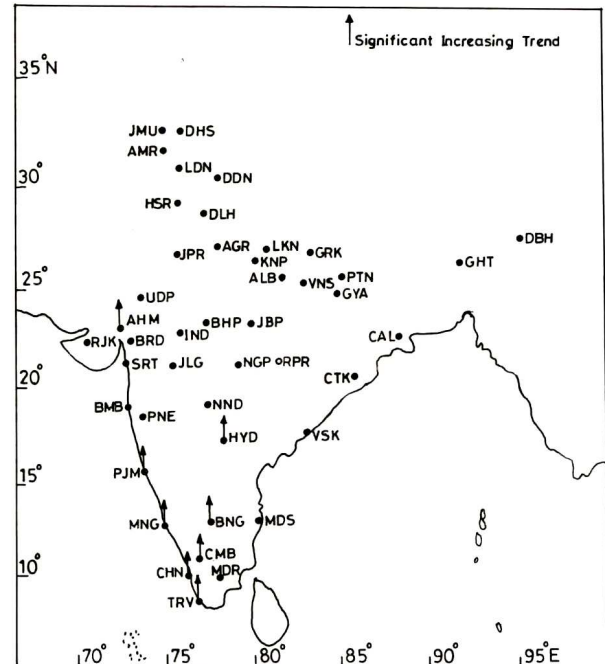 Significant Increasing Trend
35°N
JMU DHS
AMR
LDN
30°
DDN
HSR
DLH
DBH
AGR LKN GRK
JPR KNP
GHT
25°
ALB VNS PTN
GYA
UDP
AHM
BHP JBP
RJK BRD IND CAL
SRT JLG NGP RPR
20°
CTK
BMB PNE NND
HYD VSK
15°
PJM
MNG BNG MDS
10°
CMB
CHN MDR
TRV
70° 75° 80° 85° 90° 95°E